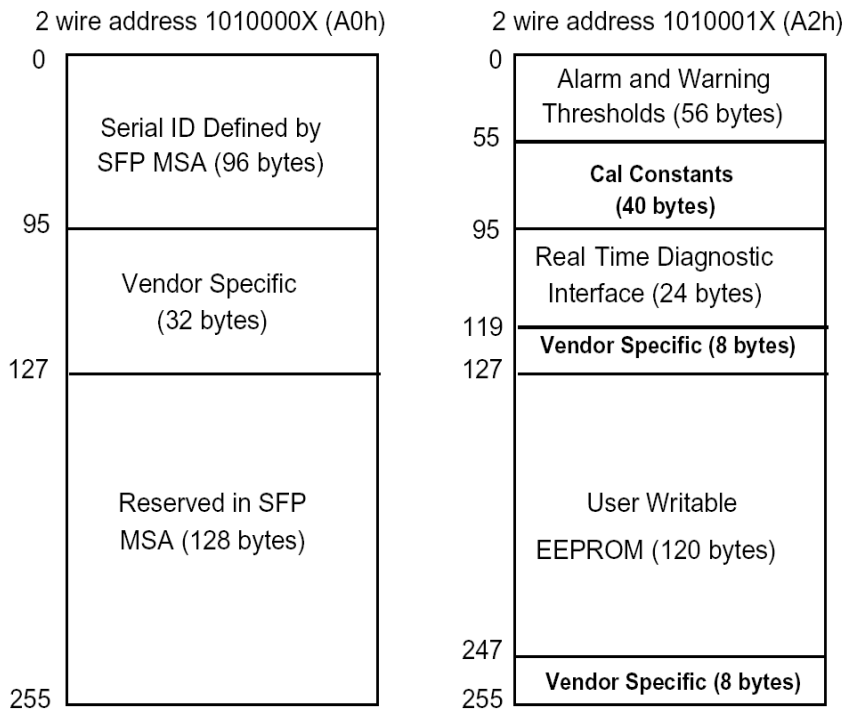 2 wire address 1010000X (A0h)
0
Serial ID Defined by
SFP MSA (96 bytes)
95
Vendor Specific
(32 bytes)
127
Reserved in SFP
MSA (128 bytes)
255
2 wire address 1010001X (A2h)
0
Alarm and Warning
Thresholds (56 bytes)
55
Cal Constants
(40 bytes)
95
Real Time Diagnostic
Interface (24 bytes)
119
Vendor Specific (8 bytes)
127
User Writable
EEPROM (120 bytes)
247
Vendor Specific (8 bytes)
255